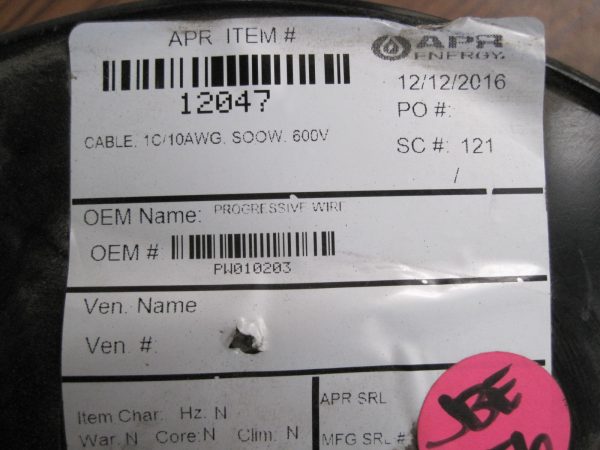 APR ITEM #
APR
ENERGY.
12047
12/12/2016
PO #:
CABLE, 1C/10AWG, SOOW, 600V
SC #: 121
/
OEM Name: PROGRESSIVE WIRE
OEM #
PW010203
Ven. Name
Ven. #:
Item Char: Hz: N
War: N Core: N Clim: N
APR SRL
MFG SRL #
JBE